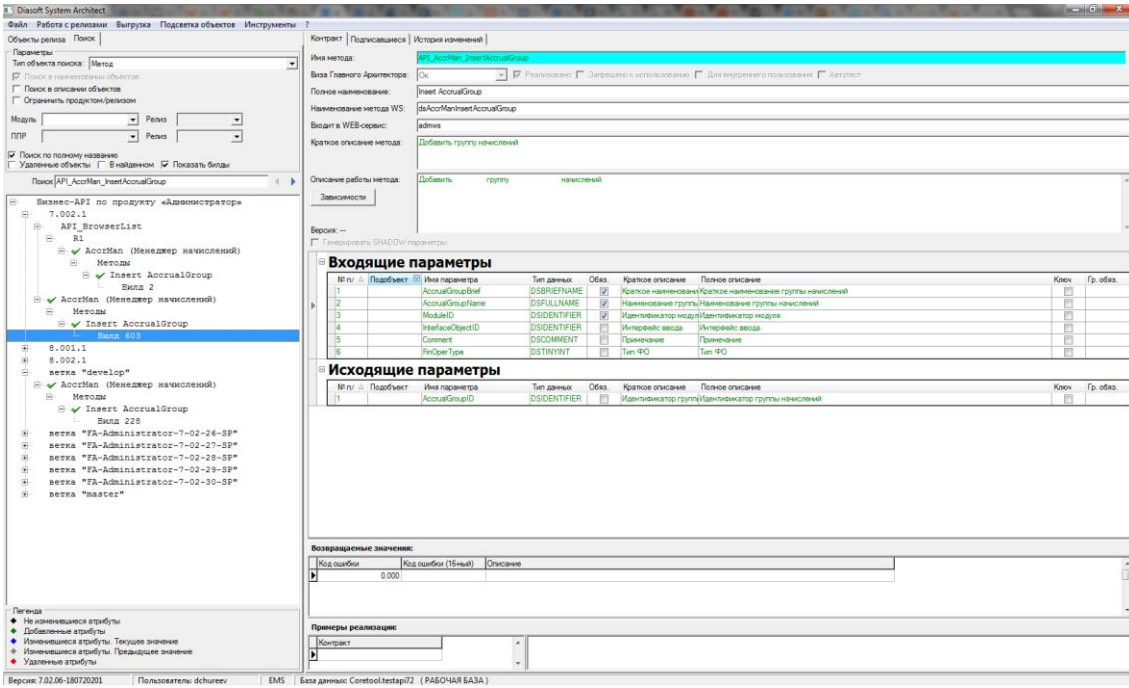 Diasoft System Architect
Файл Работа с релизами Выгрузка Подсветка объектов Инструменты ?
Объекты релиза Поиск
Параметры
Тип объекта поиска: Метод
Поиск в наименовании объектов
Поиск в описании объектов
Ограничить продуктом/релизом
Модуль Релиз
ППР Релиз
Поиск по полному названию
Удаленные объекты В найденном Показать билды
Поиск API_AccrMan_InsertAccrualGroup
Бизнес-API по продукту «Администратор»
7.002.1
API_BrowserList
R1
AccrMan (Менеджер начислений)
Методы
Insert AccrualGroup
Билд 2
AccrMan (Менеджер начислений)
Методы
Insert AccrualGroup
Билд 603
8.001.1
8.002.1
ветка "develop"
AccrMan (Менеджер начислений)
Методы
Insert AccrualGroup
Билд 228
ветка "FA-Administrator-7-02-26-SP"
ветка "FA-Administrator-7-02-27-SP"
ветка "FA-Administrator-7-02-28-SP"
ветка "FA-Administrator-7-02-29-SP"
ветка "FA-Administrator-7-02-30-SP"
ветка "master"
Легенда
Не изменившиеся атрибуты
Добавленные атрибуты
Изменившиеся атрибуты. Текущее значение
Изменившиеся атрибуты. Предыдущее значение
Удаленные атрибуты
Контракт Подписавшиеся История изменений
Имя метода: API_AccrMan_InsertAccrualGroup
Виза Главного Архитектора: Ок Реализовано Запрещено к использованию Для внутреннего пользования Автотест
Полное наименование: Insert AccrualGroup
Наименование метода WS: dsAccrManInsertAccrualGroup
Входит в WEB-сервис: admws
Краткое описание метода: Добавить группу начислений
Описание работы метода: Добавить группу начислений
Зависимости
Версия: --
Генерировать SHADOW параметры
Входящие параметры
№ п/ Подобъект Имя параметра Тип данных Обяз. Краткое описание Полное описание Ключ Гр. обяз.
1 AccrualGroupBrief DSBRIEFNAME Краткое наименовани Краткое наименование группы начислений
2 AccrualGroupName DSFULLNAME Наименование группы Наименование группы начислений
3 ModuleID DSIDENTIFIER Идентификатор модул Идентификатор модуля
4 InterfaceObjectID DSIDENTIFIER Интерфейс ввода Интерфейс ввода
5 Comment DSCOMMENT Примечание Примечание
6 FinOperType DSTINYINT Тип ФО Тип ФО
Исходящие параметры
№ п/ Подобъект Имя параметра Тип данных Обяз. Краткое описание Полное описание Ключ Гр. обяз.
1 AccrualGroupID DSIDENTIFIER Идентификатор групп Идентификатор группы начислений
Возвращаемые значения:
Код ошибки Код ошибки (16-ный) Описание
0.000
Примеры реализации:
Контракт
Версия: 7.02.06-180720201 Пользователь: dchureev EMS База данных: Coretool.testapi72 ( РАБОЧАЯ БАЗА )